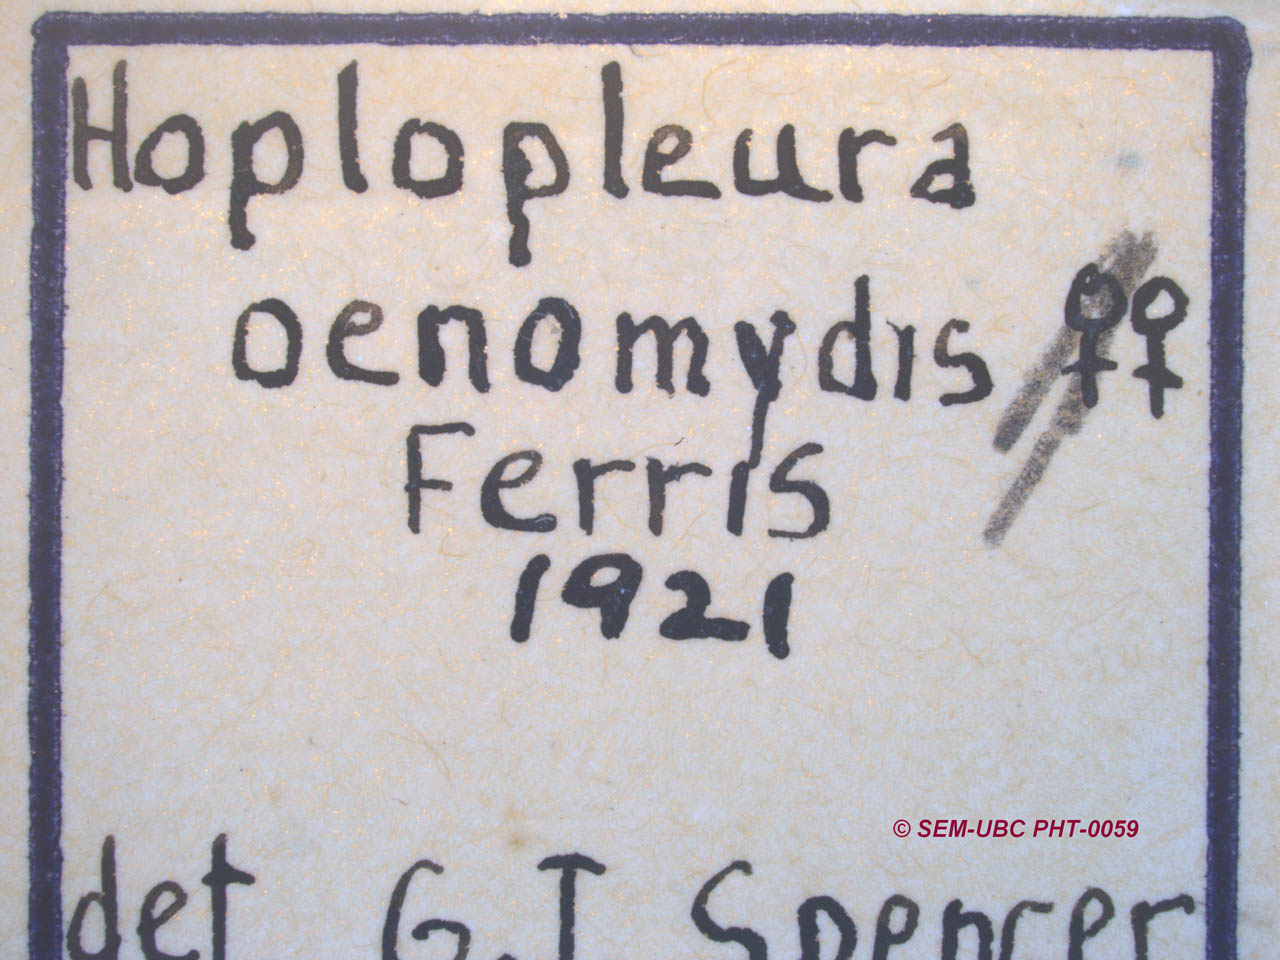 Hoplopleura
oenomydis ♀♀
Ferris
1921
© SEM-UBC PHT-0059
det G.J Spencer